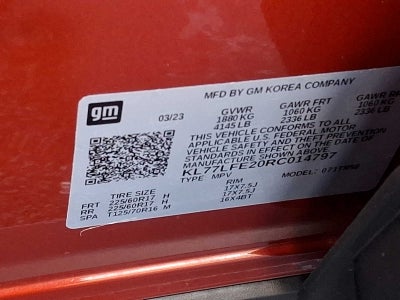 gm
MFD BY GM KOREA COMPANY
03/23 GVWR GAWR FRT GAWR RR
1880 KG 1060 KG 1060 KG
4145 LB 2336 LB 2336 LB
THIS VEHICLE CONFORMS TO ALL
APPLICABLE U.S. FEDERAL MOTOR
VEHICLE SAFETY AND THEFT PREVENTION
STANDARDS IN EFFECT ON THE DATE OF
MANUFACTURE SHOWN ABOVE.
KL77LFE20RC014797
TYPE: MPV MODEL:
TIRE SIZE RIM
FRT 225/60R17 H 17X7.5J
RR 225/60R17 H 17X7.5J
SPA T125/70R16 M 16X4BT